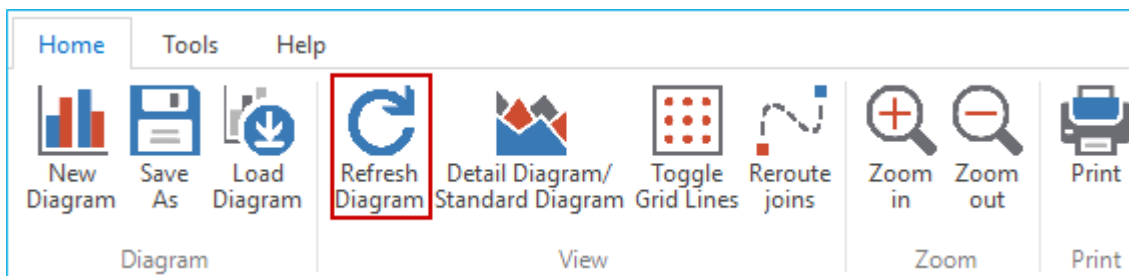 Home Tools Help
New Save Load Refresh Detail Diagram/ Toggle Reroute Zoom Zoom Print
Diagram As Diagram Diagram Standard Diagram Grid Lines joins in out
Diagram View Zoom Print